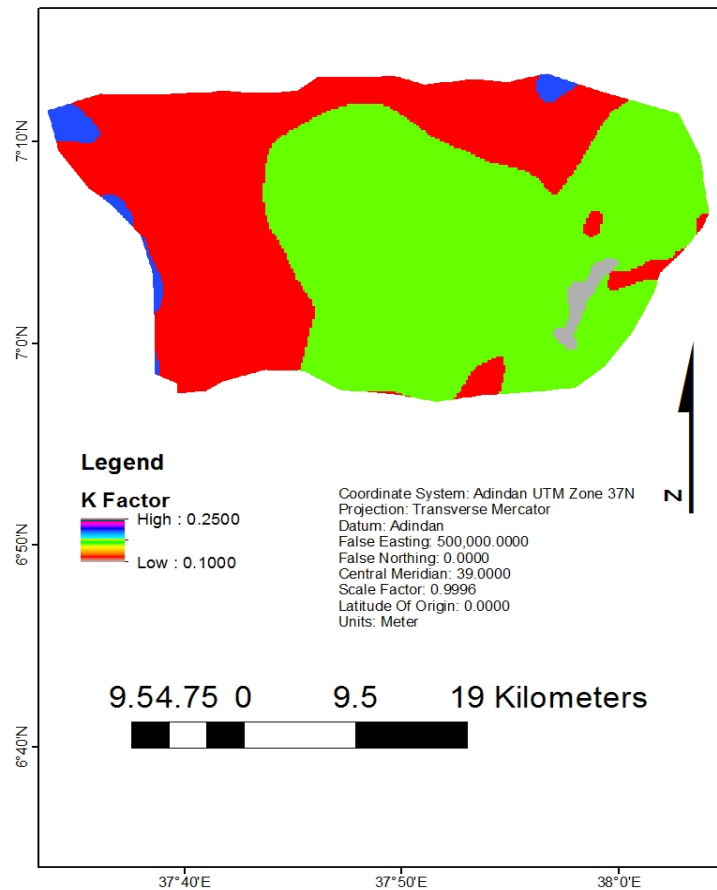 7°10'N
7°0'N
6°50'N
6°40'N
Legend
K Factor
High : 0.2500
Low : 0.1000
Coordinate System: Adindan UTM Zone 37N
Projection: Transverse Mercator
Datum: Adindan
False Easting: 500,000.0000
False Northing: 0.0000
Central Meridian: 39.0000
Scale Factor: 0.9996
Latitude Of Origin: 0.0000
Units: Meter
N
9.54.75 0 9.5 19 Kilometers
37°40'E 37°50'E 38°0'E